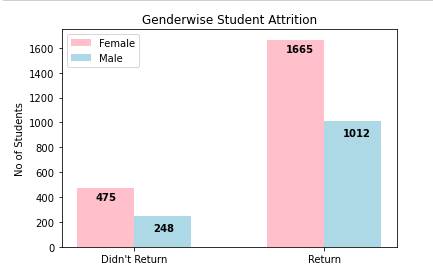 Genderwise Student Attrition
Female
Male
No of Students
1600
1400
1200
1000
800
600
400
200
0
475
248
1665
1012
Didn't Return
Return